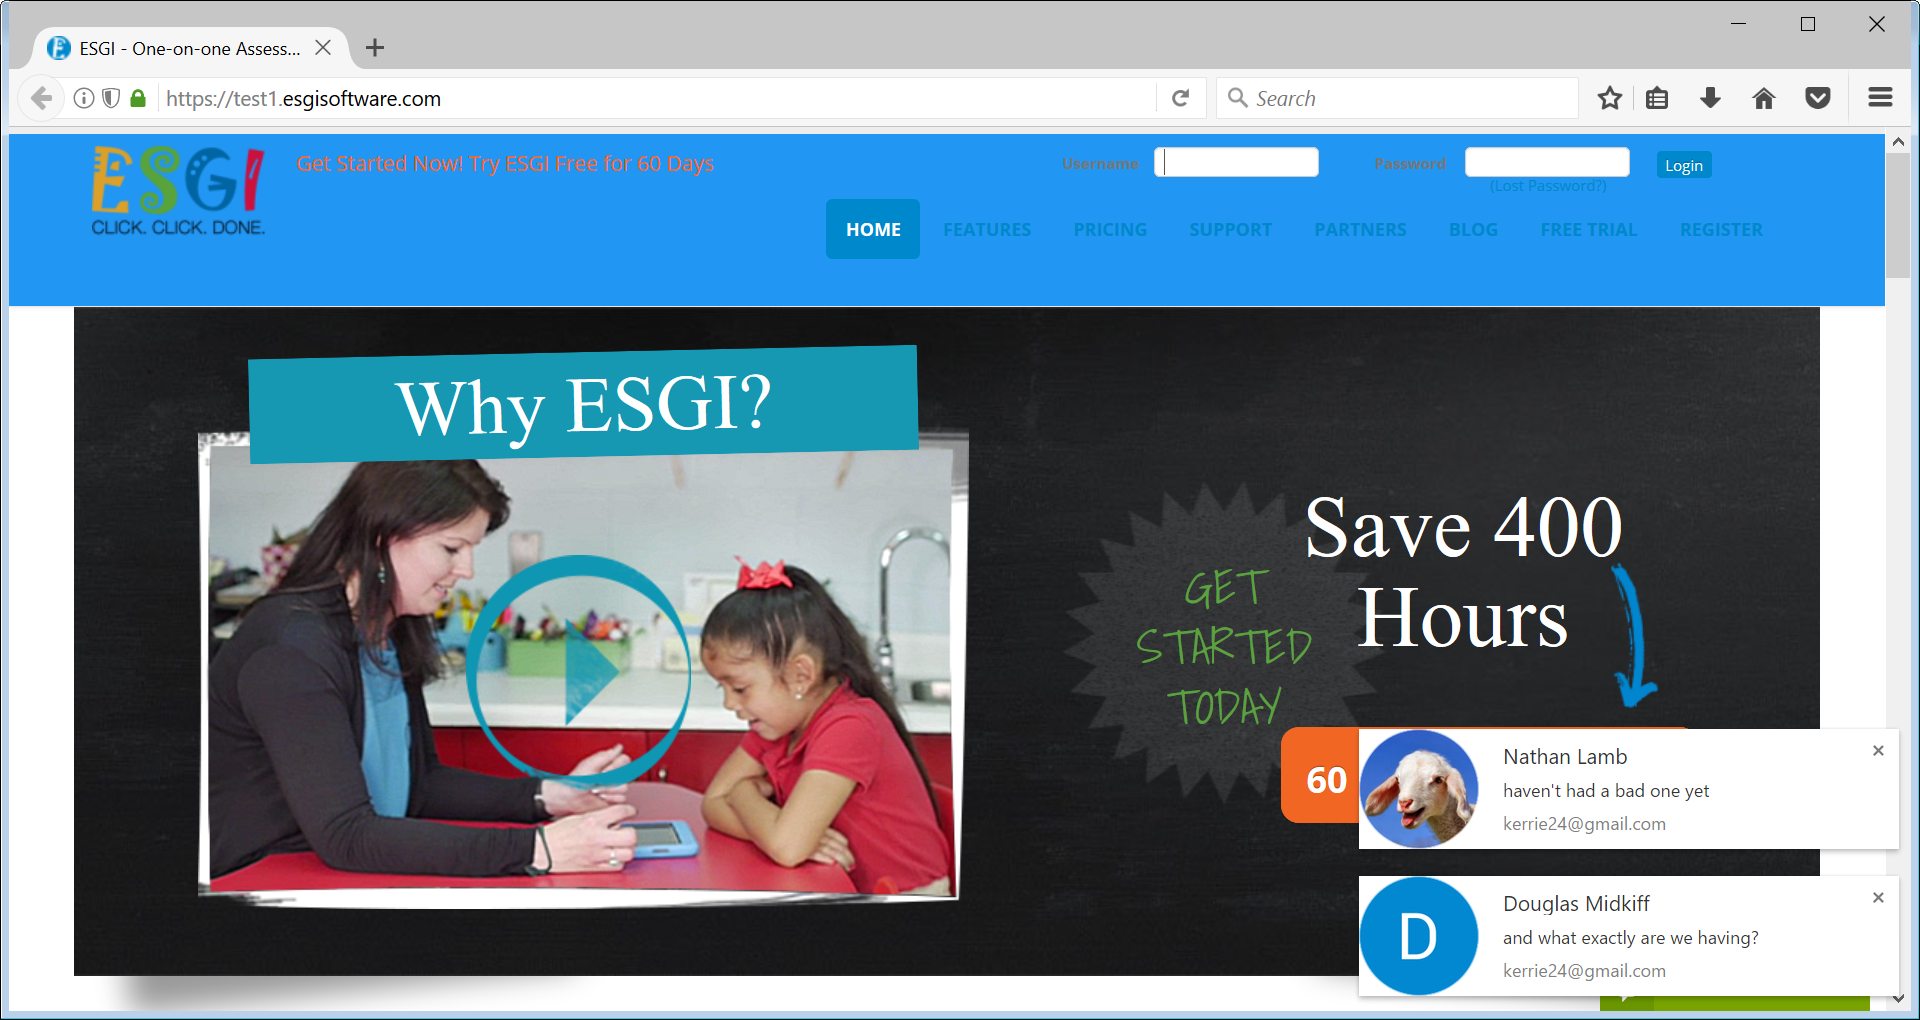 ESGI - One-on-one Assess...
https://test1.esgisoftware.com
Search
ESGI
CLICK. CLICK. DONE.
Get Started Now! Try ESGI Free for 60 Days
Username
Password
Login
(Lost Password?)
HOME
FEATURES
PRICING
SUPPORT
PARTNERS
BLOG
FREE TRIAL
REGISTER
Why ESGI?
Save 400
Hours
GET
STARTED
TODAY
60
Nathan Lamb
haven't had a bad one yet
kerrie24@gmail.com
D
Douglas Midkiff
and what exactly are we having?
kerrie24@gmail.com